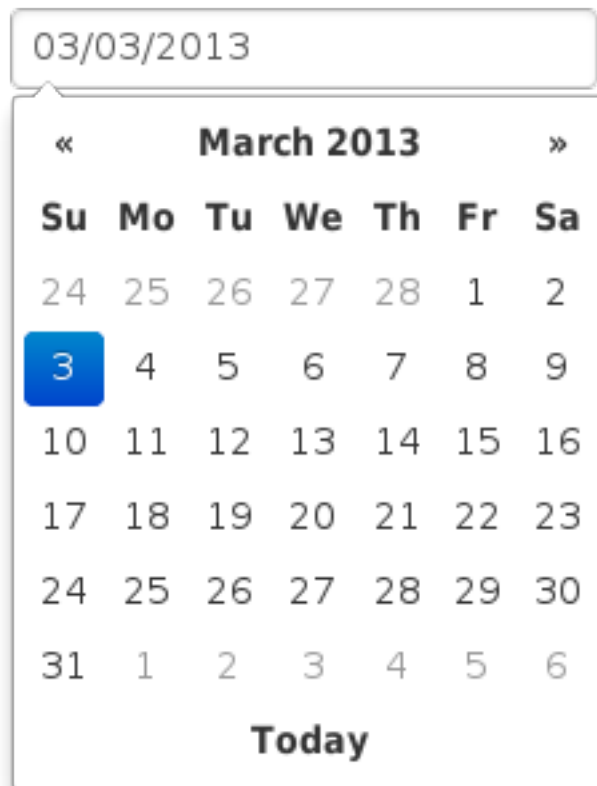 03/03/2013
« March 2013 »
Su Mo Tu We Th Fr Sa
24 25 26 27 28 1 2
3 4 5 6 7 8 9
10 11 12 13 14 15 16
17 18 19 20 21 22 23
24 25 26 27 28 29 30
31 1 2 3 4 5 6
Today